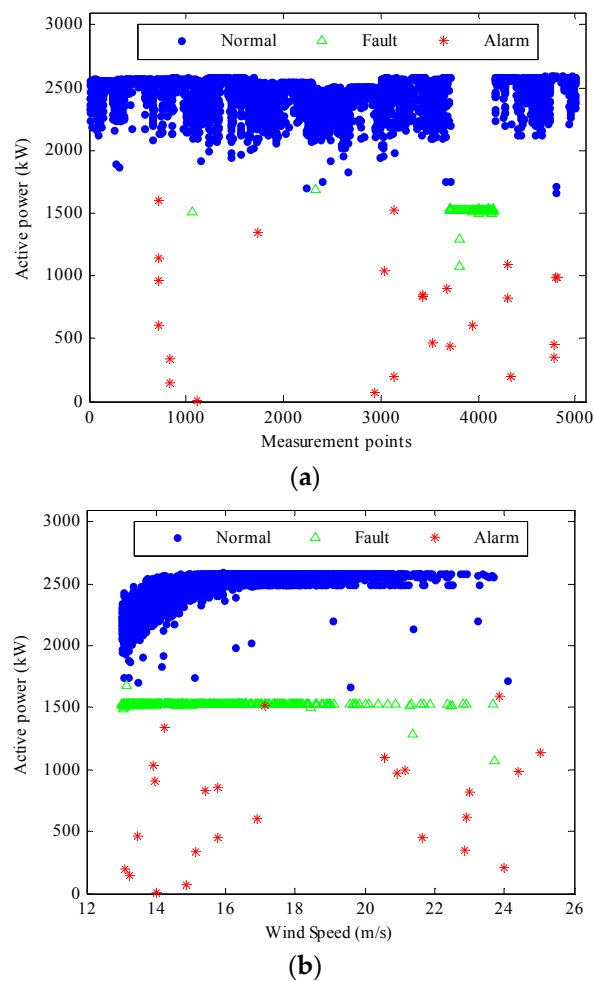 Normal Fault Alarm
3000
2500
2000
1500
1000
500
0
Active power (kW)
0 1000 2000 3000 4000 5000
Measurement points
(a)
Normal Fault Alarm
3000
2500
2000
1500
1000
500
0
Active power (kW)
12 14 16 18 20 22 24 26
Wind Speed (m/s)
(b)